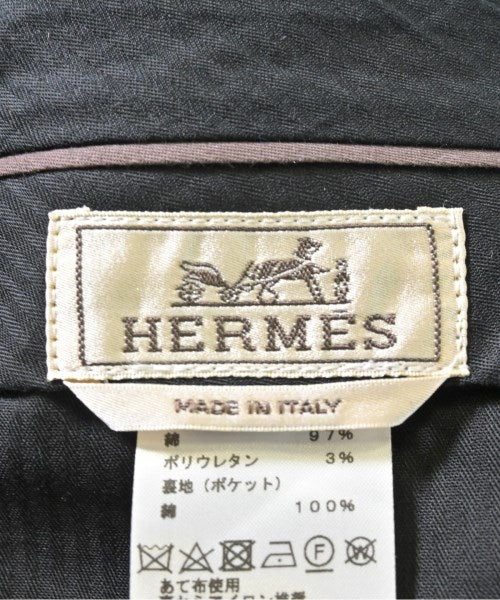 HERMĒS
MADE IN ITALY
綿 97%
ポリウレタン 3%
裏地（ポケット）
綿 100%
F W
あて布使用